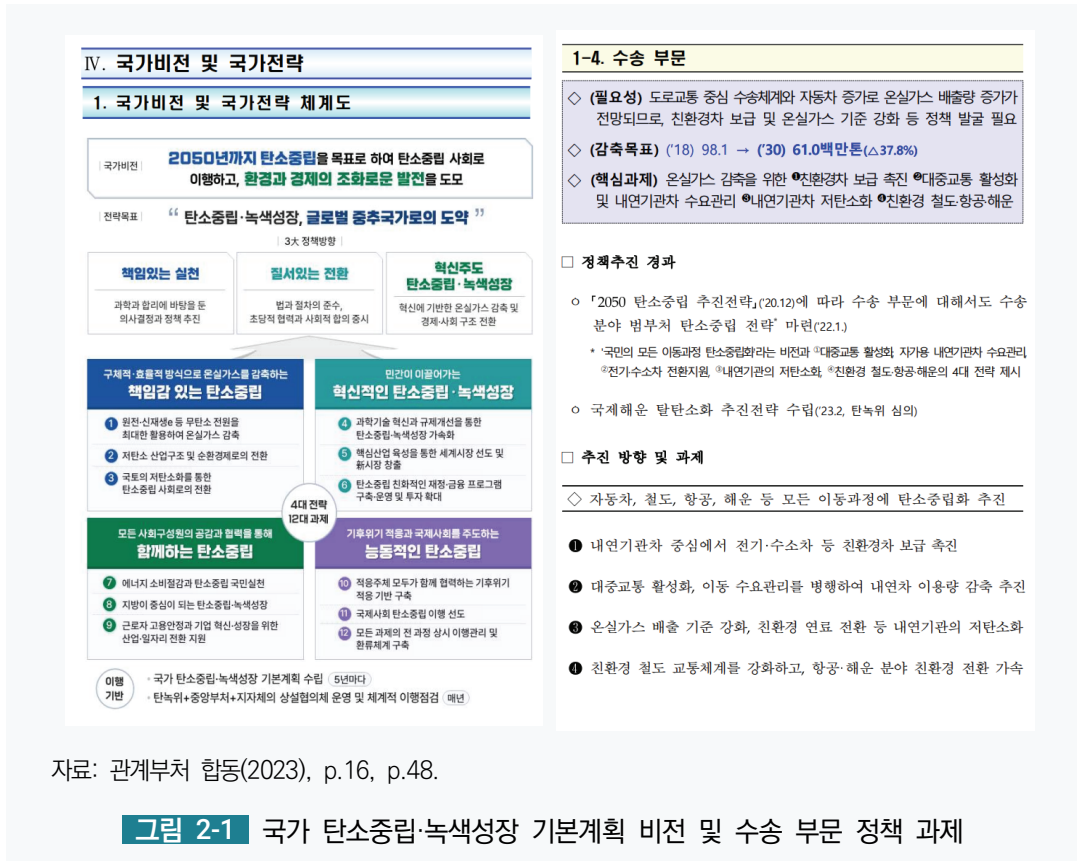 Ⅳ. 국가비전 및 국가전략
1. 국가비전 및 국가전략 체계도
국가비전
2050년까지 탄소중립을 목표로 하여 탄소중립 사회로
이행하고, 환경과 경제의 조화로운 발전을 도모
전략목표
“ 탄소중립·녹색성장, 글로벌 중추국가로의 도약 ”
3大 정책방향
책임있는 실천
과학과 합리에 바탕을 둔
의사결정과 정책 추진
질서있는 전환
법과 절차의 준수,
초당적 협력과 사회적 합의 중시
혁신주도
탄소중립·녹색성장
혁신에 기반한 온실가스 감축 및
경제·사회 구조 전환
구체적·효율적 방식으로 온실가스를 감축하는
책임감 있는 탄소중립
1 원전·신재생e 등 무탄소 전원을
최대한 활용하여 온실가스 감축
2 저탄소 산업구조 및 순환경제로의 전환
3 국토의 저탄소화를 통한
탄소중립 사회로의 전환
민간이 이끌어가는
혁신적인 탄소중립·녹색성장
4 과학기술 혁신과 규제개선을 통한
탄소중립·녹색성장 가속화
5 핵심산업 육성을 통한 세계시장 선도 및
新시장 창출
6 탄소중립 친화적인 재정·금융 프로그램
구축·운영 및 투자 확대
4대 전략
12대 과제
모든 사회구성원의 공감과 협력을 통해
함께하는 탄소중립
7 에너지 소비절감과 탄소중립 국민실천
8 지방이 중심이 되는 탄소중립·녹색성장
9 근로자 고용안정과 기업 혁신·성장을 위한
산업·일자리 전환 지원
기후위기 적응과 국제사회를 주도하는
능동적인 탄소중립
10 적응주체 모두가 함께 협력하는 기후위기
적응 기반 구축
11 국제사회 탄소중립 이행 선도
12 모든 과제의 전 과정 상시 이행관리 및
환류체계 구축
이행
기반
· 국가 탄소중립·녹색성장 기본계획 수립 5년마다
· 탄녹위+중앙부처+지자체의 상설협의체 운영 및 체계적 이행점검 매년
1-4. 수송 부문
◇ (필요성) 도로교통 중심 수송체계와 자동차 증가로 온실가스 배출량 증가가
전망되므로, 친환경차 보급 및 온실가스 기준 강화 등 정책 발굴 필요
◇ (감축목표) ('18) 98.1 → ('30) 61.0백만톤(△37.8%)
◇ (핵심과제) 온실가스 감축을 위한 ❶친환경차 보급 촉진 ❷대중교통 활성화
및 내연기관차 수요관리 ❸내연기관차 저탄소화 ❹친환경 철도·항공·해운
□ 정책추진 경과
ㅇ 「2050 탄소중립 추진전략」('20.12)에 따라 수송 부문에 대해서도 수송
분야 범부처 탄소중립 전략* 마련('22.1.)
* '국민의 모든 이동과정 탄소중립화'라는 비전과 ①대중교통 활성화, 자가용 내연기관차 수요관리,
②전기·수소차 전환지원, ③내연기관의 저탄소화, ④친환경 철도·항공·해운의 4대 전략 제시
ㅇ 국제해운 탈탄소화 추진전략 수립('23.2, 탄녹위 심의)
□ 추진 방향 및 과제
◇ 자동차, 철도, 항공, 해운 등 모든 이동과정에 탄소중립화 추진
❶ 내연기관차 중심에서 전기·수소차 등 친환경차 보급 촉진
❷ 대중교통 활성화, 이동 수요관리를 병행하여 내연차 이용량 감축 추진
❸ 온실가스 배출 기준 강화, 친환경 연료 전환 등 내연기관의 저탄소화
❹ 친환경 철도 교통체계를 강화하고, 항공·해운 분야 친환경 전환 가속
자료: 관계부처 합동(2023), p.16, p.48.
그림 2-1 국가 탄소중립·녹색성장 기본계획 비전 및 수송 부문 정책 과제